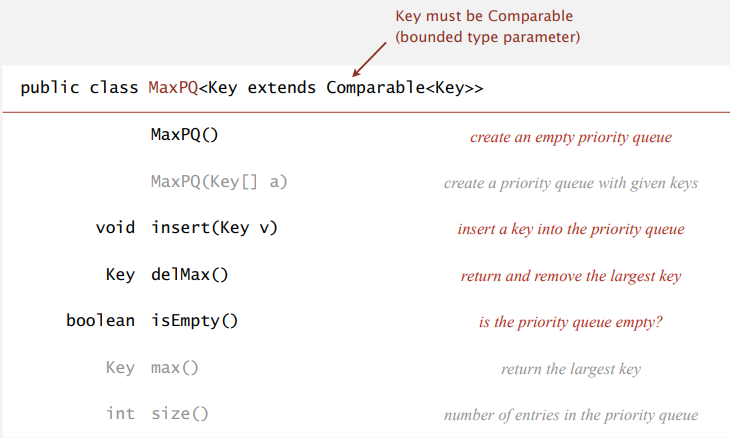 Key must be Comparable
(bounded type parameter)
public class MaxPQ<Key extends Comparable<Key>>
MaxPQ() create an empty priority queue
MaxPQ(Key[] a) create a priority queue with given keys
void insert(Key v) insert a key into the priority queue
Key delMax() return and remove the largest key
boolean isEmpty() is the priority queue empty?
Key max() return the largest key
int size() number of entries in the priority queue